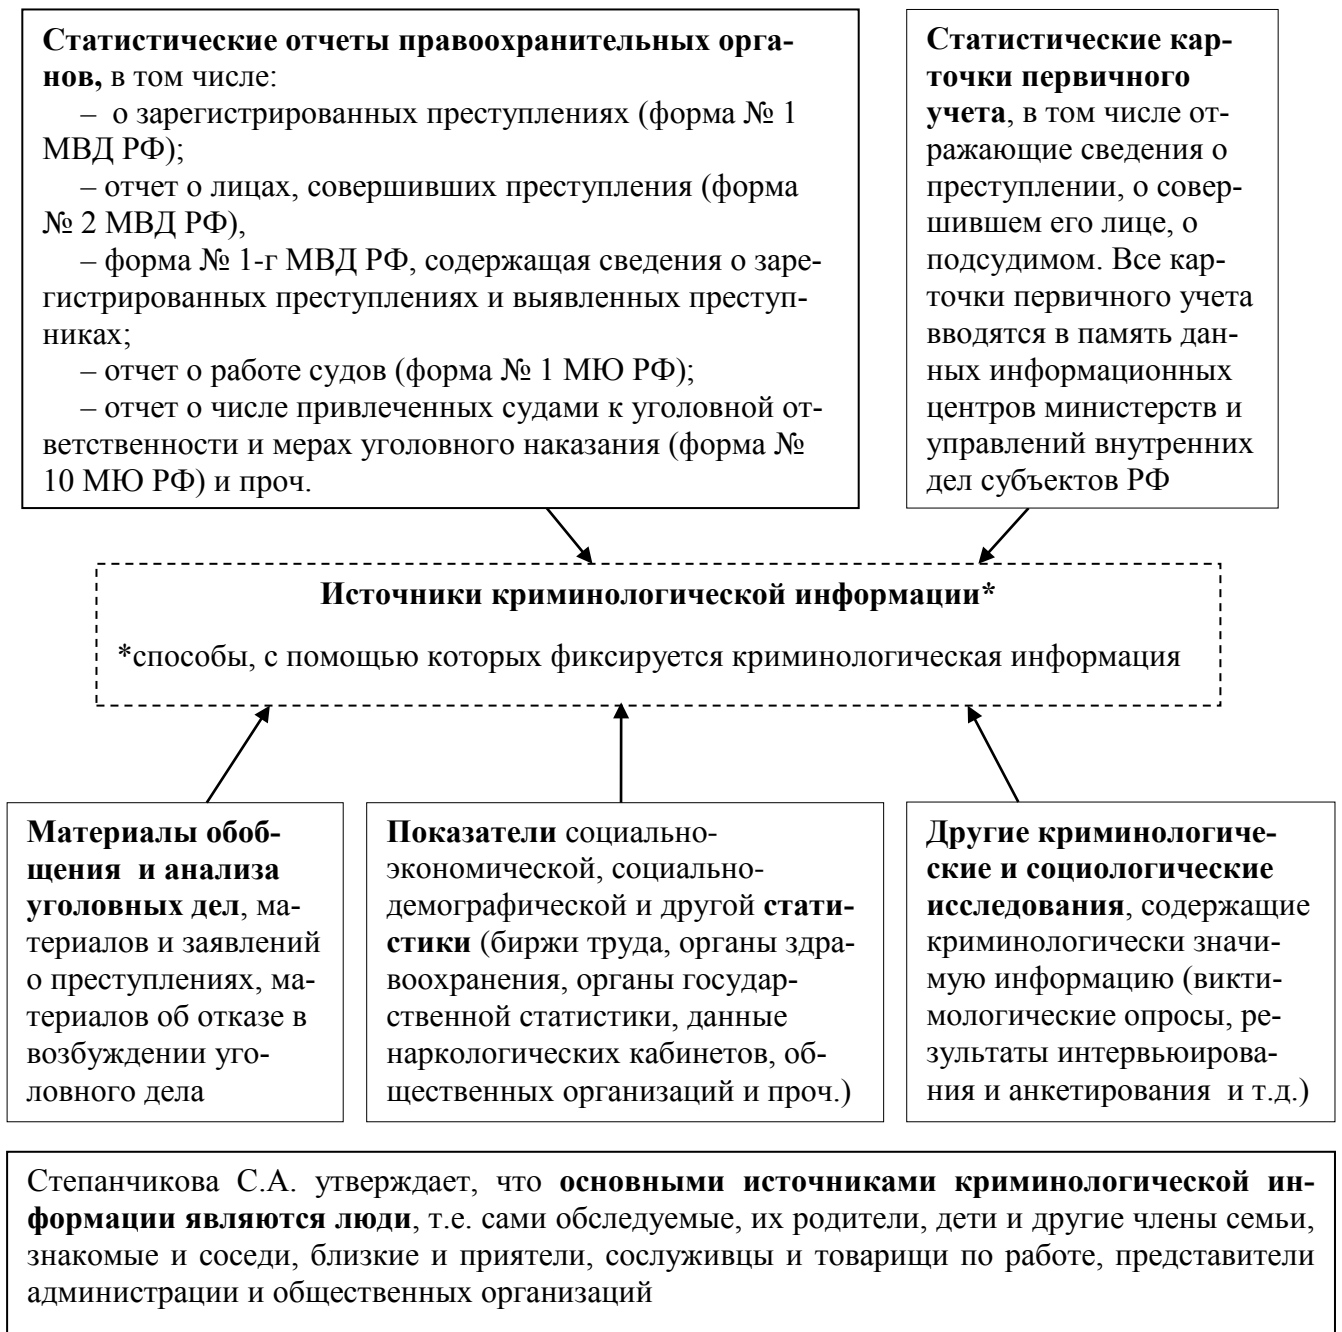 Статистические отчеты правоохранительных орга-
нов, в том числе:
– о зарегистрированных преступлениях (форма № 1
МВД РФ);
– отчет о лицах, совершивших преступления (форма
№ 2 МВД РФ),
– форма № 1-г МВД РФ, содержащая сведения о заре-
гистрированных преступлениях и выявленных преступ-
никах;
– отчет о работе судов (форма № 1 МЮ РФ);
– отчет о числе привлеченных судами к уголовной от-
ветственности и мерах уголовного наказания (форма №
10 МЮ РФ) и проч.
Статистические кар-
точки первичного
учета, в том числе от-
ражающие сведения о
преступлении, о совер-
шившем его лице, о
подсудимом. Все кар-
точки первичного учета
вводятся в память дан-
ных информационных
центров министерств и
управлений внутренних
дел субъектов РФ
Источники криминологической информации*
*способы, с помощью которых фиксируется криминологическая информация
Материалы обоб-
щения и анализа
уголовных дел, ма-
териалов и заявлений
о преступлениях, ма-
териалов об отказе в
возбуждении уго-
ловного дела
Показатели социально-
экономической, социально-
демографической и другой стати-
стики (биржи труда, органы здра-
воохранения, органы государ-
ственной статистики, данные
наркологических кабинетов, об-
щественных организаций и проч.)
Другие криминологиче-
ские и социологические
исследования, содержащие
криминологически значи-
мую информацию (викти-
мологические опросы, ре-
зультаты интервьюирова-
ния и анкетирования и т.д.)
Степанчикова С.А. утверждает, что основными источниками криминологической ин-
формации являются люди, т.е. сами обследуемые, их родители, дети и другие члены семьи,
знакомые и соседи, близкие и приятели, сослуживцы и товарищи по работе, представители
администрации и общественных организаций